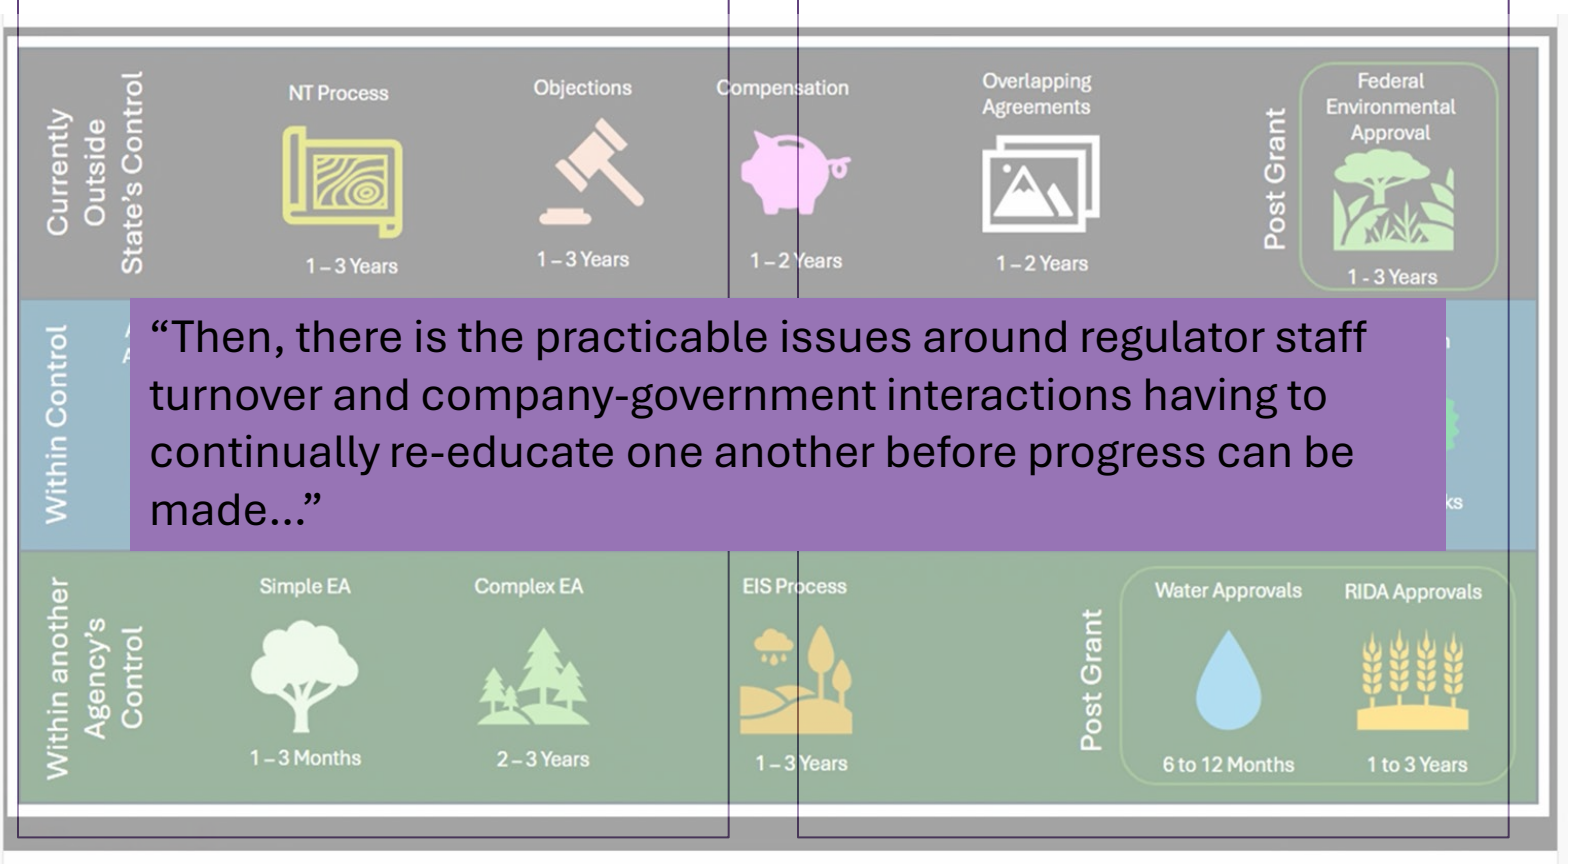 Currently
Outside
State's Control
NT Process
1 – 3 Years
Objections
1 – 3 Years
Compensation
1 – 2 Years
Overlapping
Agreements
1 – 2 Years
Post Grant
Federal
Environmental
Approval
1 - 3 Years
Within Control
“Then, there is the practicable issues around regulator staff
turnover and company-government interactions having to
continually re-educate one another before progress can be
made...”
Within another
Agency's
Control
Simple EA
1 – 3 Months
Complex EA
2 – 3 Years
EIS Process
1 – 3 Years
Post Grant
Water Approvals
6 to 12 Months
RIDA Approvals
1 to 3 Years